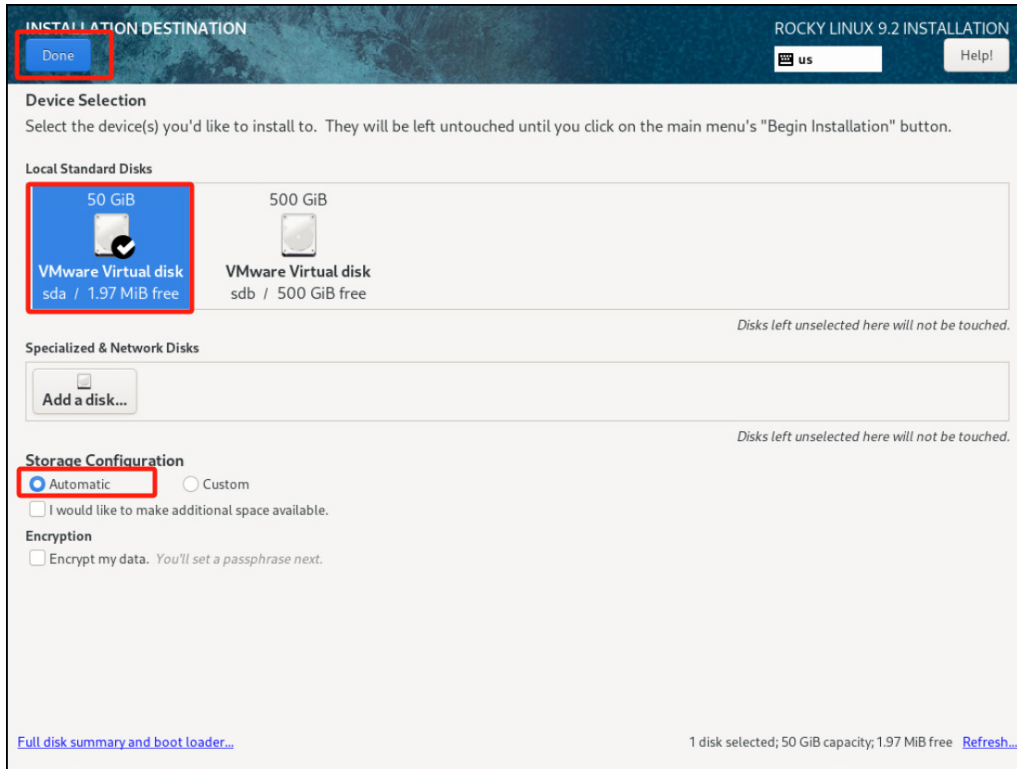 INSTALLATION DESTINATION
ROCKY LINUX 9.2 INSTALLATION
Done
us
Help!
Device Selection
Select the device(s) you'd like to install to. They will be left untouched until you click on the main menu's "Begin Installation" button.
Local Standard Disks
50 GiB
VMware Virtual disk
sda / 1.97 MiB free
500 GiB
VMware Virtual disk
sdb / 500 GiB free
Disks left unselected here will not be touched.
Specialized & Network Disks
Add a disk...
Disks left unselected here will not be touched.
Storage Configuration
Automatic
Custom
I would like to make additional space available.
Encryption
Encrypt my data. You'll set a passphrase next.
Full disk summary and boot loader...
1 disk selected; 50 GiB capacity; 1.97 MiB free Refresh...